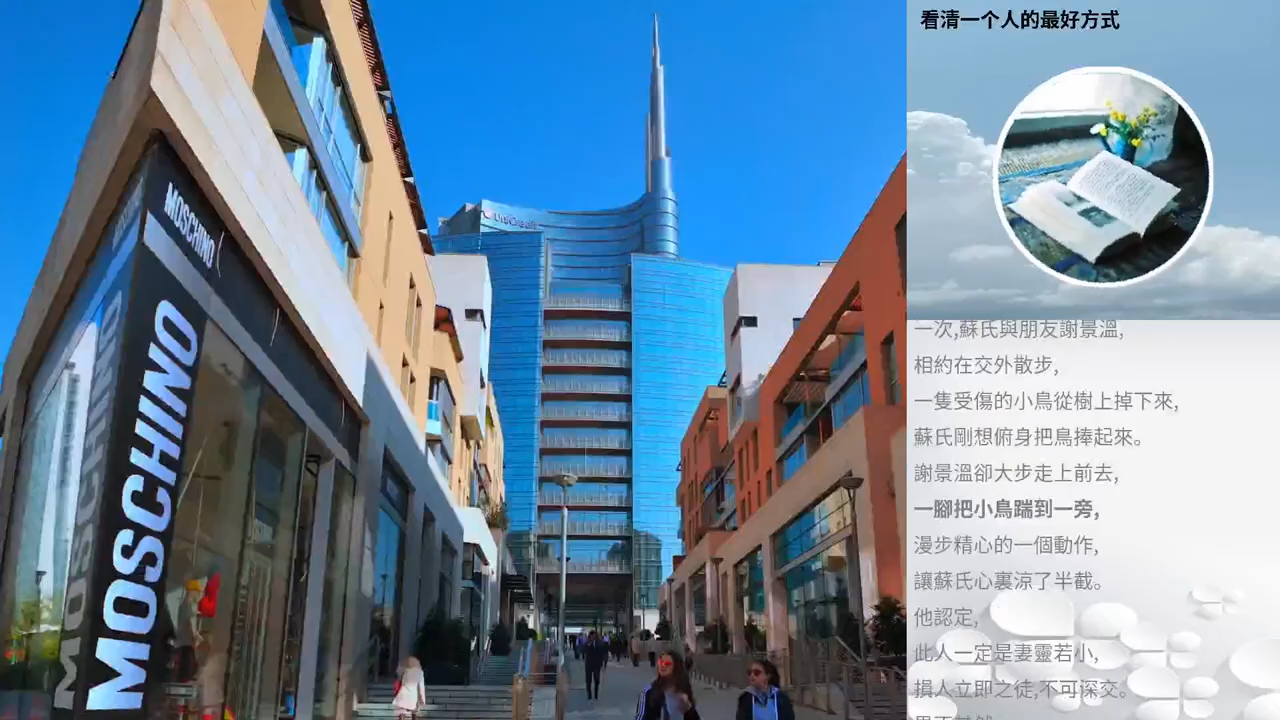 MOSCHINO
MOSCHINO
UniCredit
看清一个人的最好方式
一次,蘇氏與朋友謝景溫,
相約在交外散步,
一隻受傷的小鳥從樹上掉下來,
蘇氏剛想俯身把鳥捧起來。
謝景溫卻大步走上前去,
一腳把小鳥踹到一旁,
漫步精心的一個動作,
讓蘇氏心裏涼了半截。
他認定,
此人一定是妻靈若小,
損人立即之徒,不可深交。